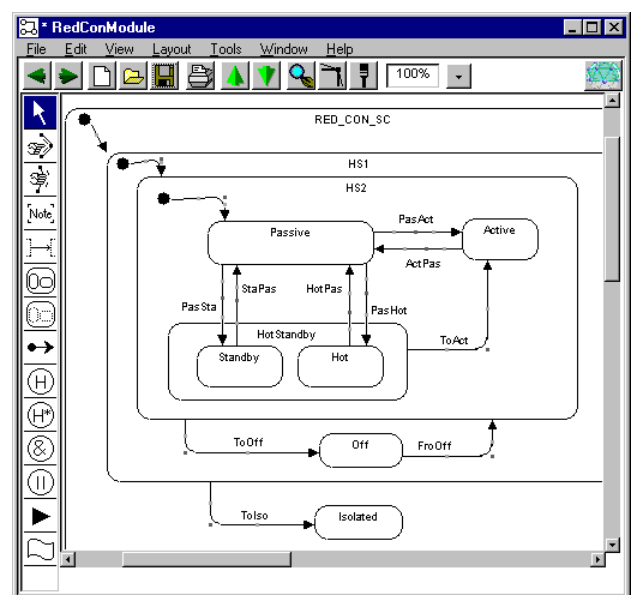 * RedConModule
File Edit View Layout Tools Window Help
100%
RED_CON_SC
HS1
HS2
Passive
PasAct
Active
ActPas
StaPas
HotPas
PasSta
PasHot
HotStandby
ToAct
Standby
Hot
ToOff
Off
FroOff
ToIso
Isolated
[Note]
H
H*
&